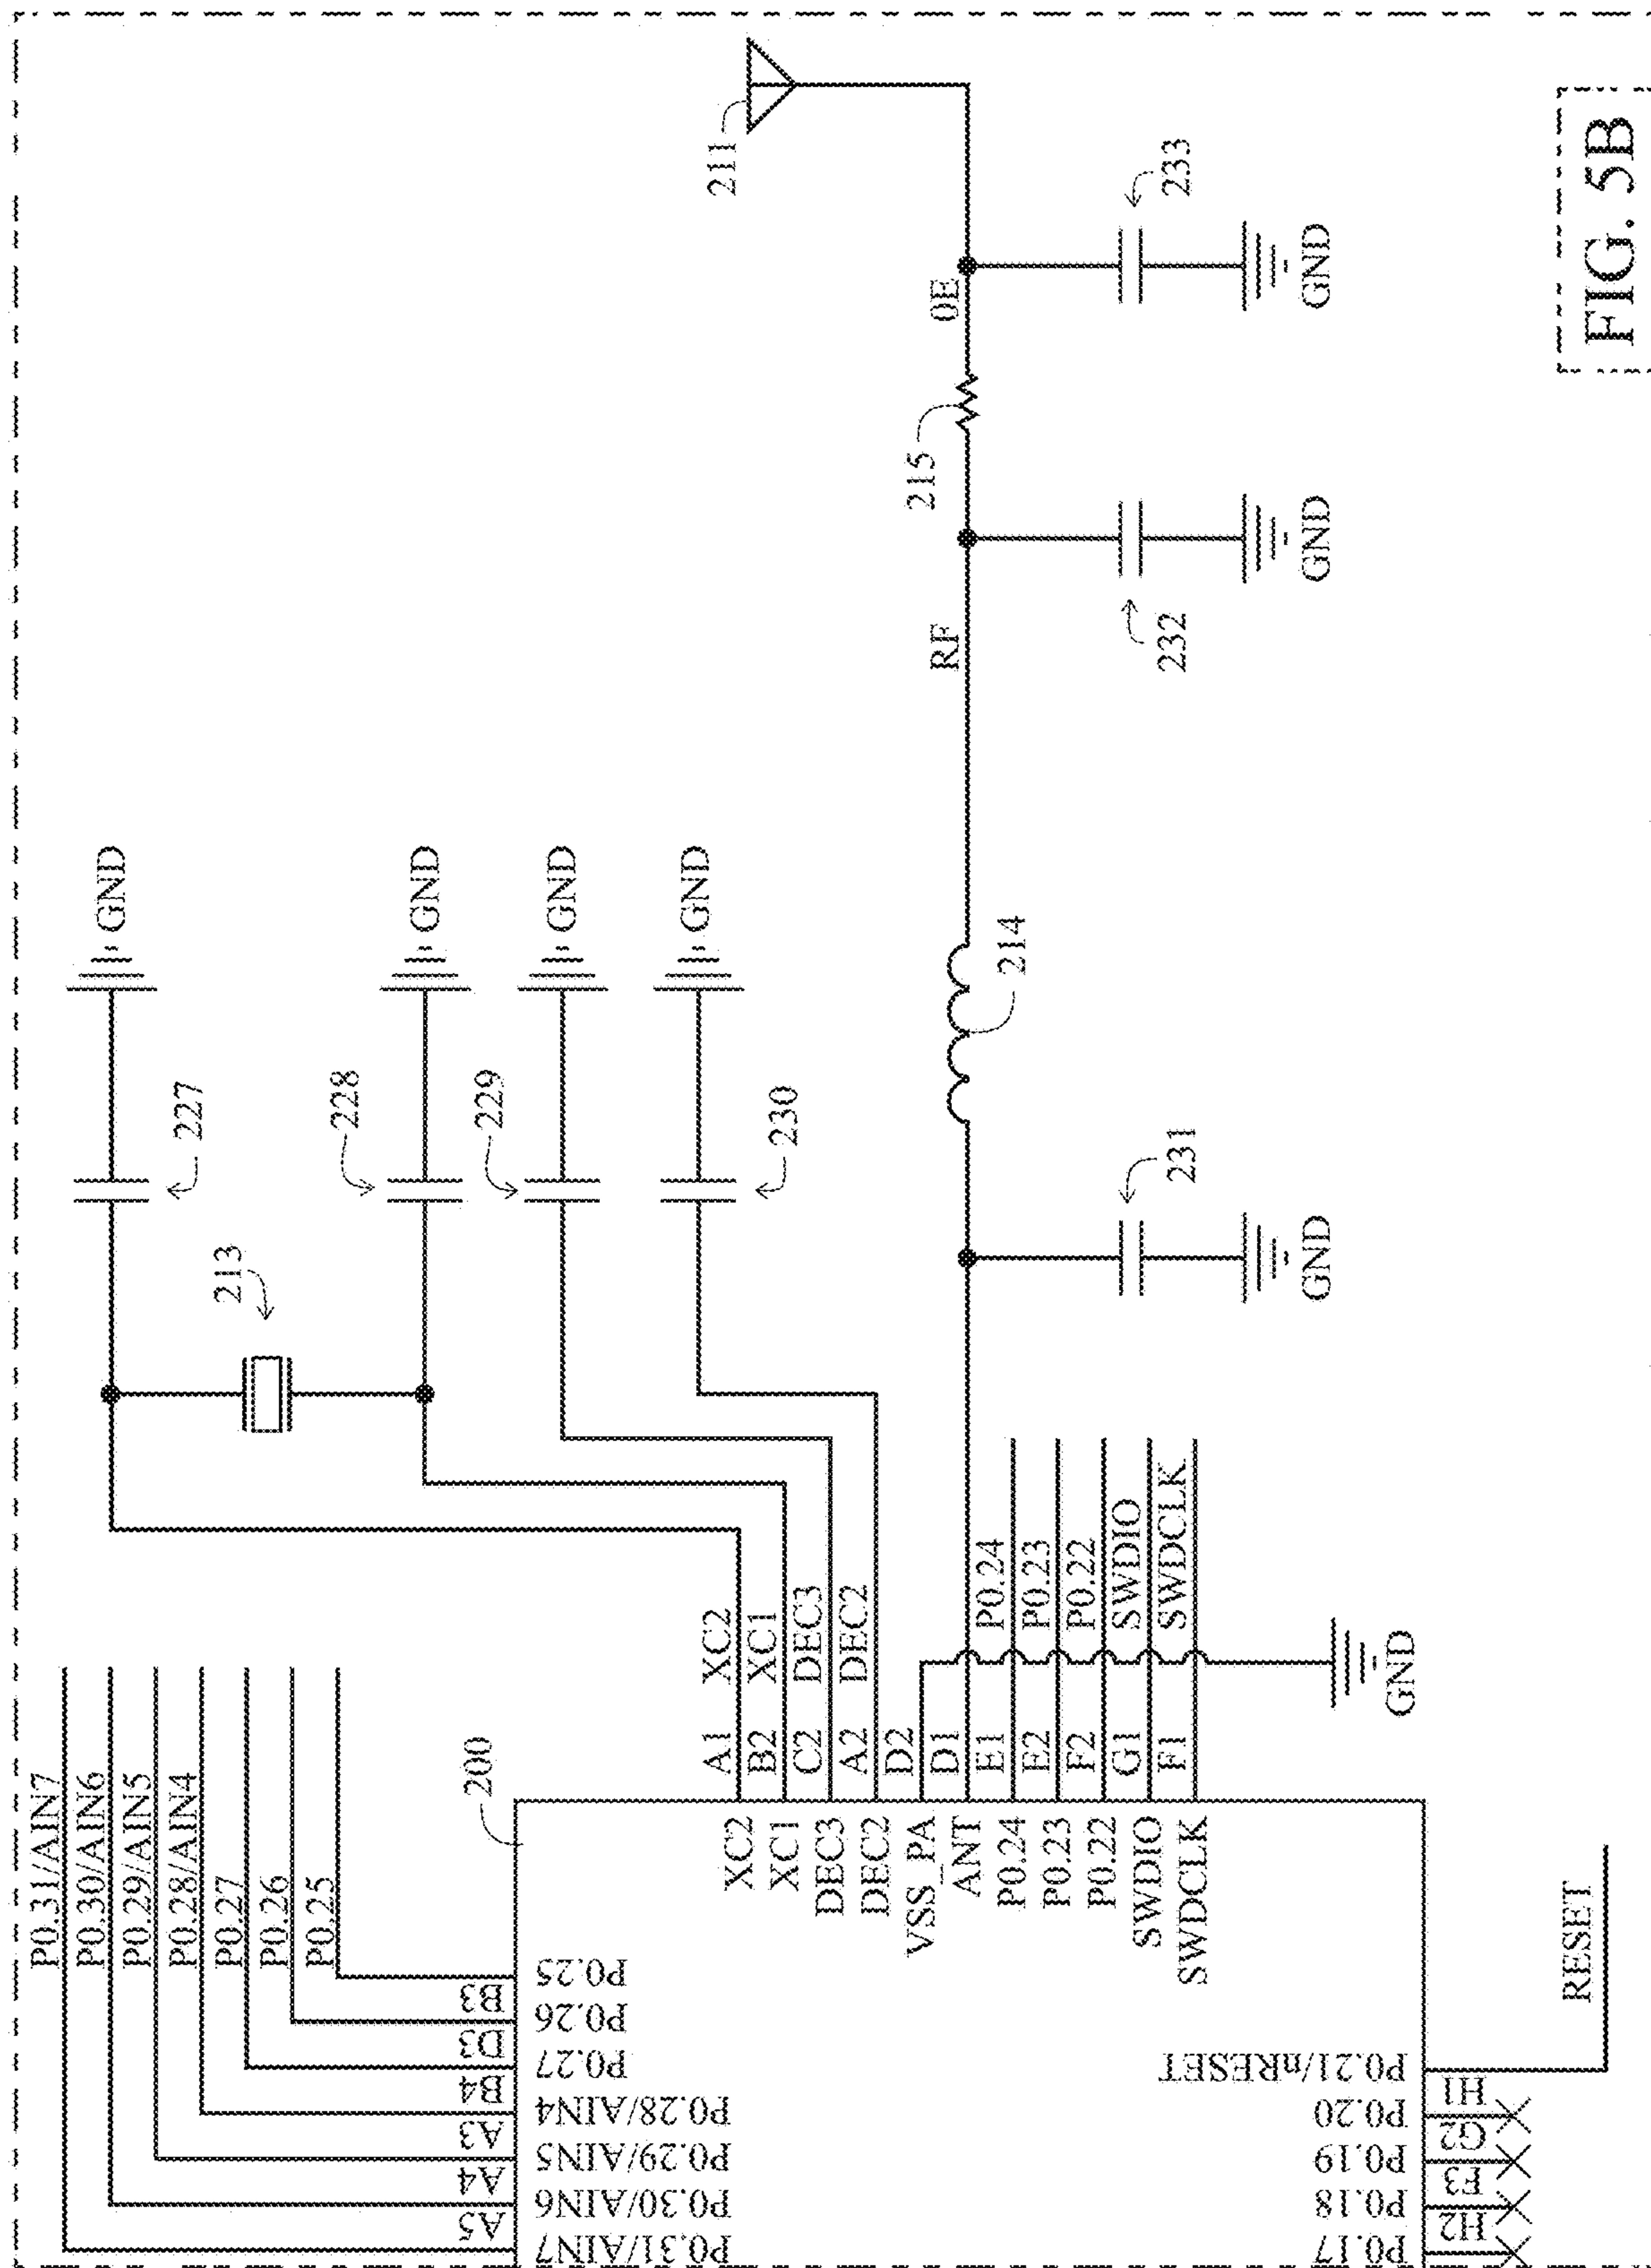 P0.31/AIN7
P0.30/AIN6
P0.29/AIN5
P0.28/AIN4
P0.27
P0.26
P0.25
227
GND
213
228
GND
229
GND
230
GND
211
200
A1 XC2
B2 XC1
C2 DEC3
A2 DEC2
D2
D1
E1 P0.24
E2 P0.23
F2 P0.22
G1 SWDIO
F1 SWDCLK
XC2
XC1
DEC3
DEC2
VSS_PA
ANT
P0.24
P0.23
P0.22
SWDIO
SWDCLK
214
RF
215
0E
231
GND
232
GND
233
GND
GND
B3
P0.25
D3
P0.26
B4
P0.27
A3
P0.28/AIN4
A4
P0.29/AIN5
A5
P0.30/AIN6
P0.31/AIN7
P0.21/nRESET
H1
P0.20
G2
P0.19
F3
P0.18
H2
P0.17
RESET
FIG. 5B